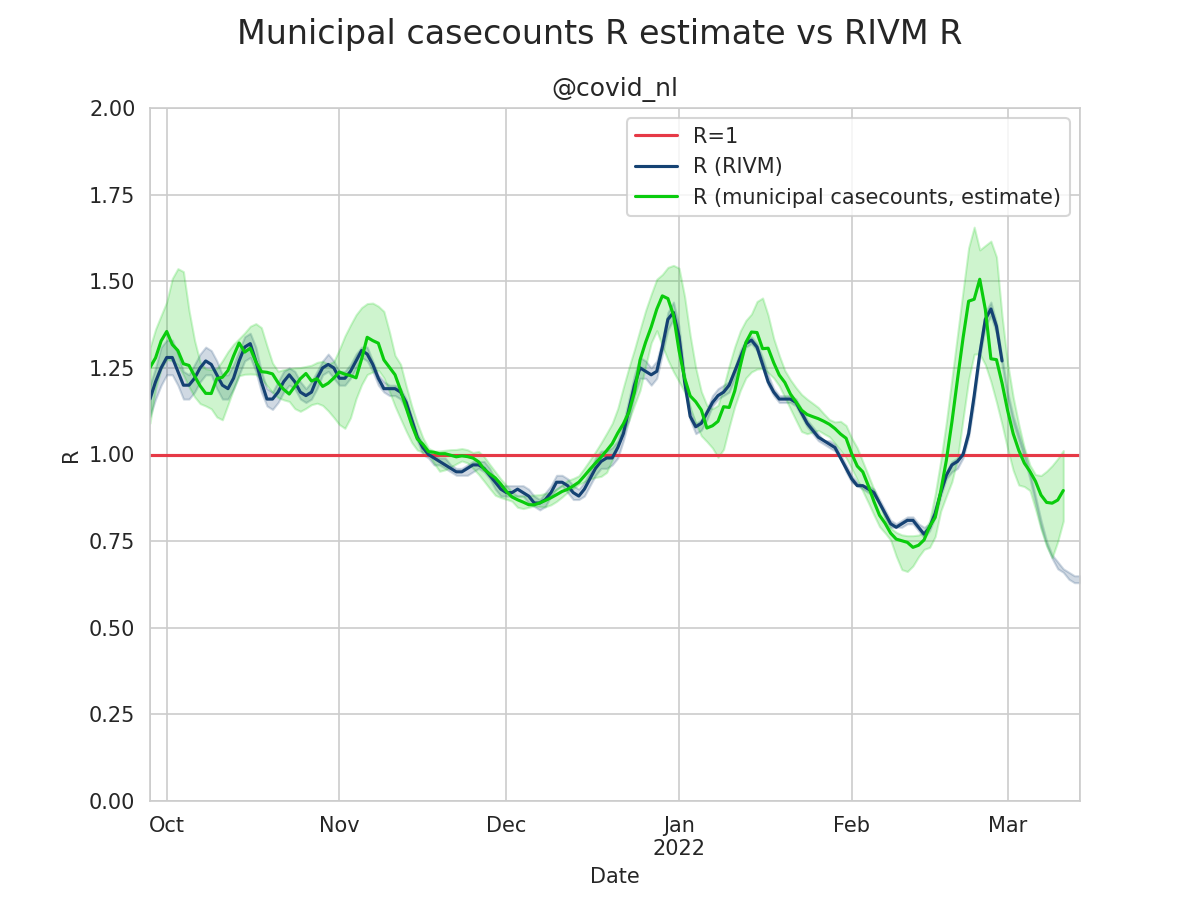 Municipal casecounts R estimate vs RIVM R
@covid_nl
R=1
R (RIVM)
R (municipal casecounts, estimate)
2.00
1.75
1.50
1.25
1.00
0.75
0.50
0.25
0.00
R
Oct Nov Dec Jan Feb Mar
2022
Date